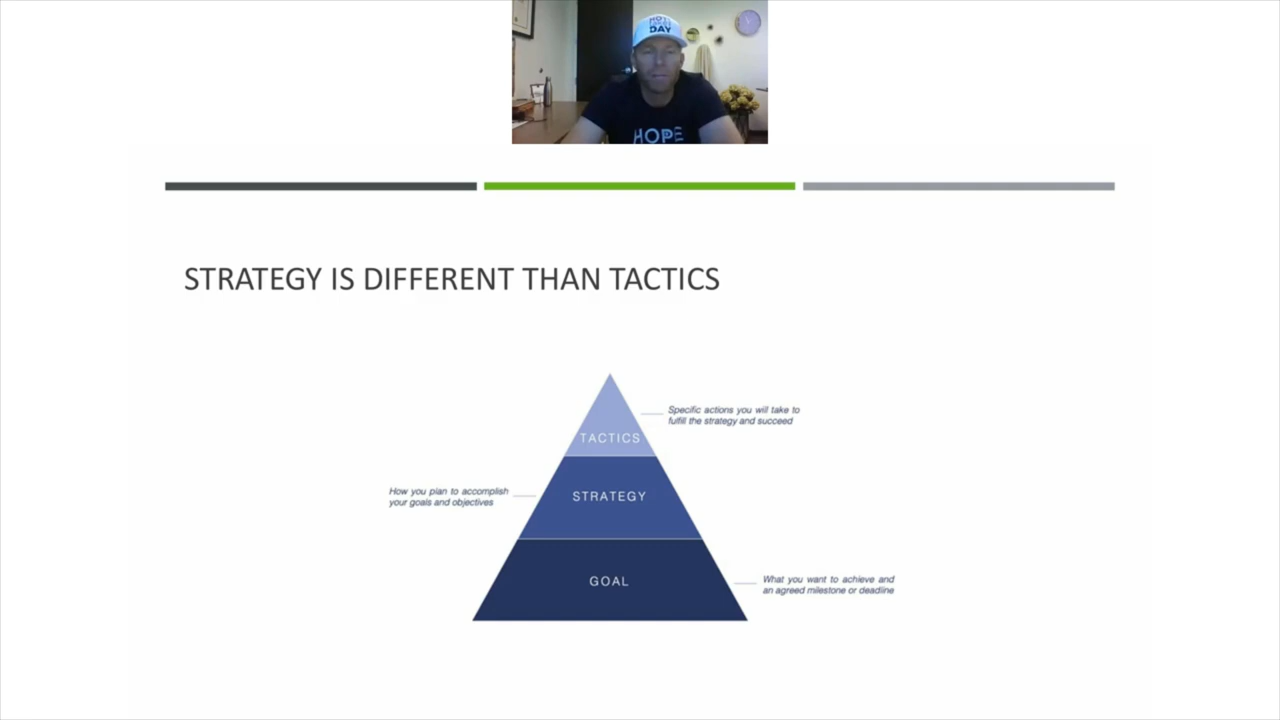 DAY
HOPE
STRATEGY IS DIFFERENT THAN TACTICS
Specific actions you will take to
fulfill the strategy and succeed
TACTICS
How you plan to accomplish
your goals and objectives
STRATEGY
GOAL
What you want to achieve and
an agreed milestone or deadline